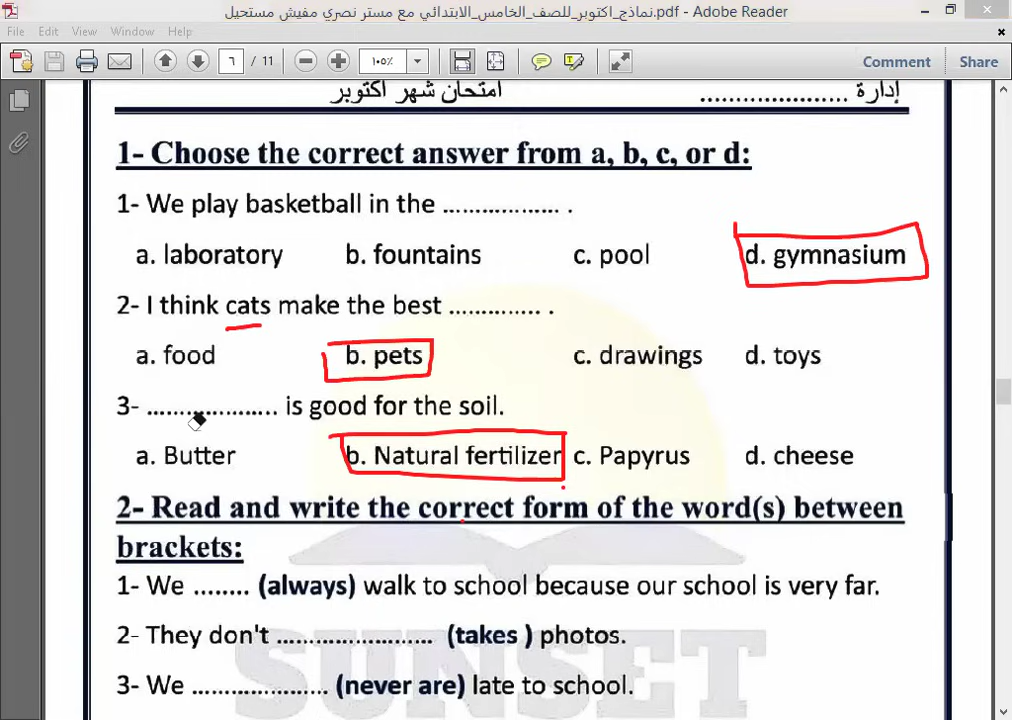 نماذج_اكتوبر_للصف_الخامس_الابتدائي مع مستر نصري مفيش مستحيل.pdf - Adobe Reader
File Edit View Window Help
٦ / 11 ١٠٥٪ Comment Share
إدارة ...................... امتحان شهر أكتوبر
1- Choose the correct answer from a, b, c, or d:
1- We play basketball in the .................. .
a. laboratory b. fountains c. pool d. gymnasium
2- I think cats make the best .............. .
a. food b. pets c. drawings d. toys
3- .................... is good for the soil.
a. Butter b. Natural fertilizer c. Papyrus d. cheese
2- Read and write the correct form of the word(s) between
brackets:
1- We ........ (always) walk to school because our school is very far.
2- They don't ........................ (takes ) photos.
3- We ..................... (never are) late to school.
SUNSET